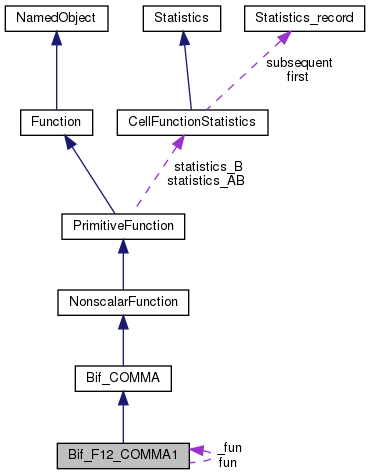 NamedObject
Statistics
Statistics_record
subsequent
first
Function
CellFunctionStatistics
statistics_B
statistics_AB
PrimitiveFunction
NonscalarFunction
Bif_COMMA
Bif_F12_COMMA1
_fun
fun